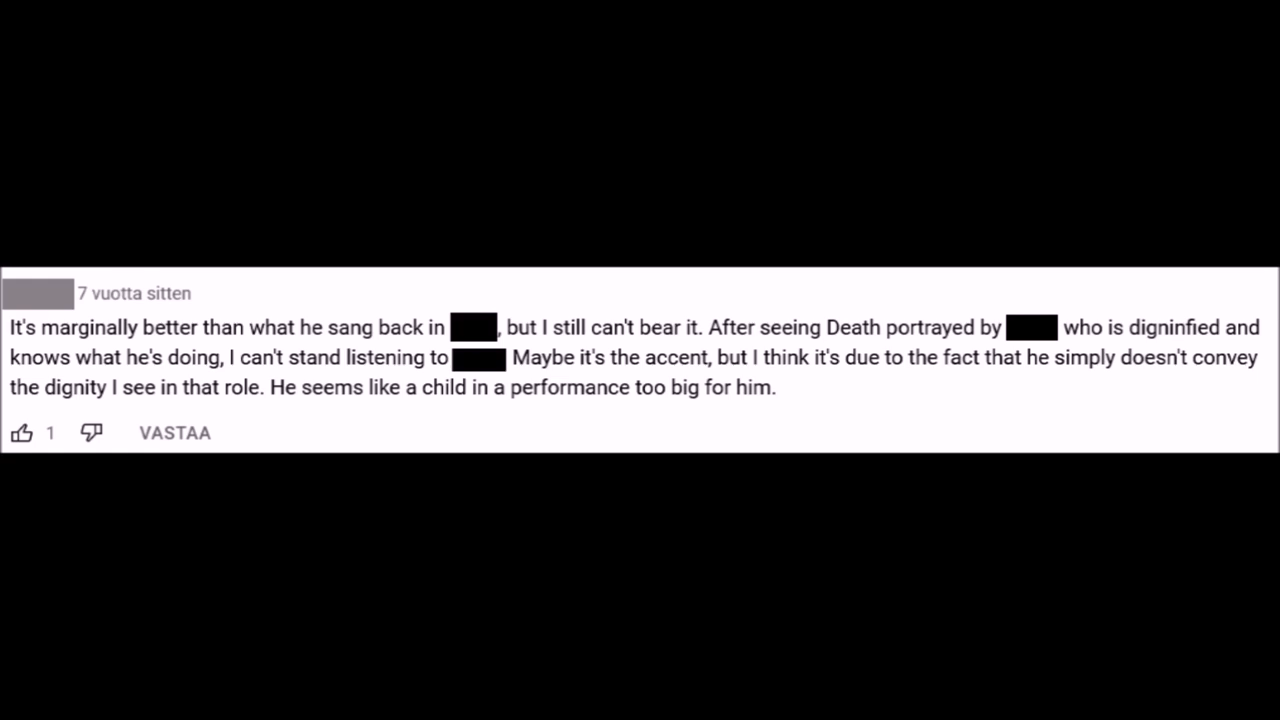 7 vuotta sitten
It's marginally better than what he sang back in , but I still can't bear it. After seeing Death portrayed by who is digninfied and
knows what he's doing, I can't stand listening to Maybe it's the accent, but I think it's due to the fact that he simply doesn't convey
the dignity I see in that role. He seems like a child in a performance too big for him.
1 VASTAA